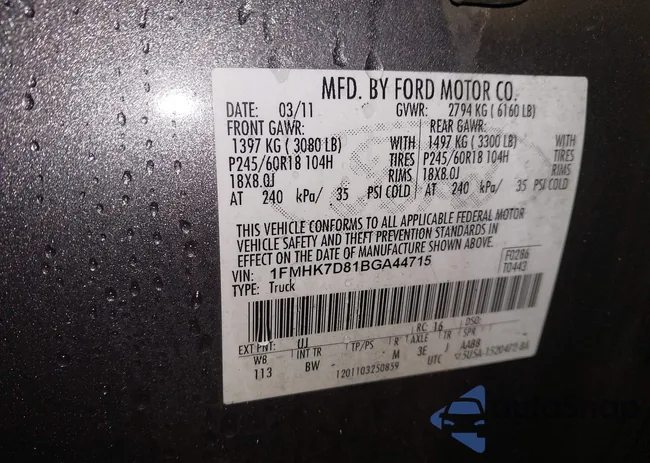 MFD. BY FORD MOTOR CO.
DATE: 03/11 GVWR: 2794 KG ( 6160 LB)
FRONT GAWR: REAR GAWR:
1397 KG ( 3080 LB) WITH 1497 KG ( 3300 LB) WITH
P245/60R18 104H TIRES P245/60R18 104H TIRES
18X8.0J RIMS 18X8.0J RIMS
AT 240 kPa/ 35 PSI COLD AT 240 kPa/ 35 PSI COLD
THIS VEHICLE CONFORMS TO ALL APPLICABLE FEDERAL MOTOR
VEHICLE SAFETY AND THEFT PREVENTION STANDARDS IN
EFFECT ON THE DATE OF MANUFACTURE SHOWN ABOVE.
VIN: 1FMHK7D81BGA44715 F0286
TYPE: Truck T0443
EXT PNT: UJ RC: 16 DSO:
WB INT TR TP/PS R AXLE TR SPR
113 BW M 3E J AABB
1201103250859 UTC